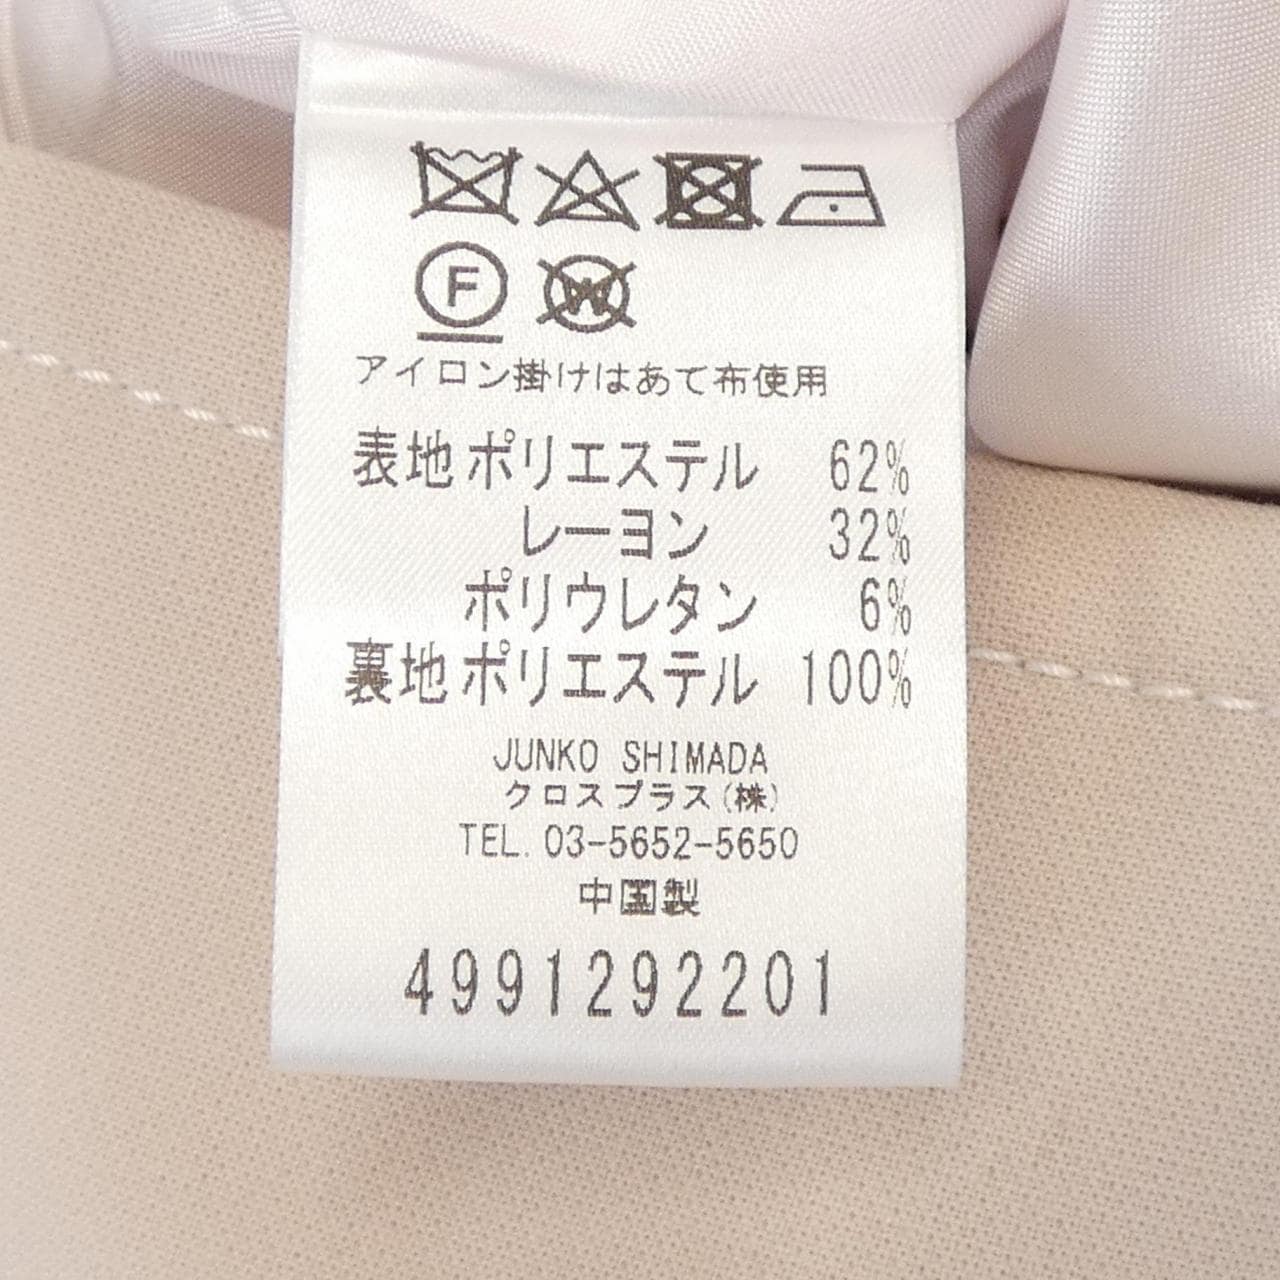 F W
アイロン掛けはあて布使用
表地 ポリエステル 62%
レーヨン 32%
ポリウレタン 6%
裏地 ポリエステル 100%
JUNKO SHIMADA
クロスプラス(株)
TEL. 03-5652-5650
中国製
4991292201